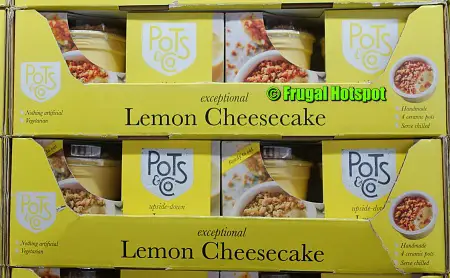 POTS
& Co
POTS
& Co
POTS
& Co
Nothing artificial
Vegetarian
exceptional
Lemon Cheesecake
© Frugal Hotspot
Handmade
4 ceramic pots
Serve chilled
POTS
& Co
POTS
& Co
upside-down
upside-down
Nothing artificial
Vegetarian
exceptional
Lemon Cheesecake
Handmade
4 ceramic pots
Serve chilled